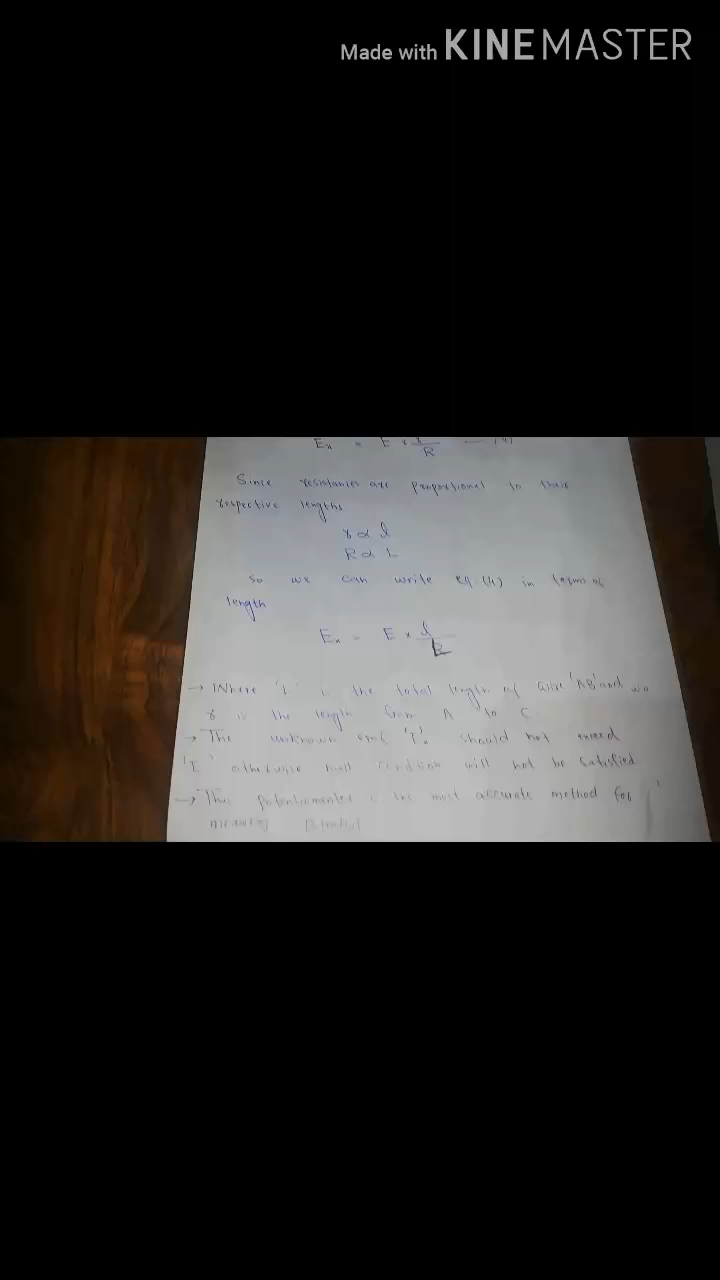 Made with KINEMASTER
Eₓ = E × r/R — (4)
Since resistances are proportional to their
respective lengths
r ∝ l
R ∝ L
So we can write eq (4) in terms of
length
Eₓ = E × l/L
→ Where 'L' is the total length of wire 'AB' and
r is the length from A to C
→ The unknown emf should not exceed
'E' otherwise null condition will not be satisfied
→ This potentiometer is the most accurate method for